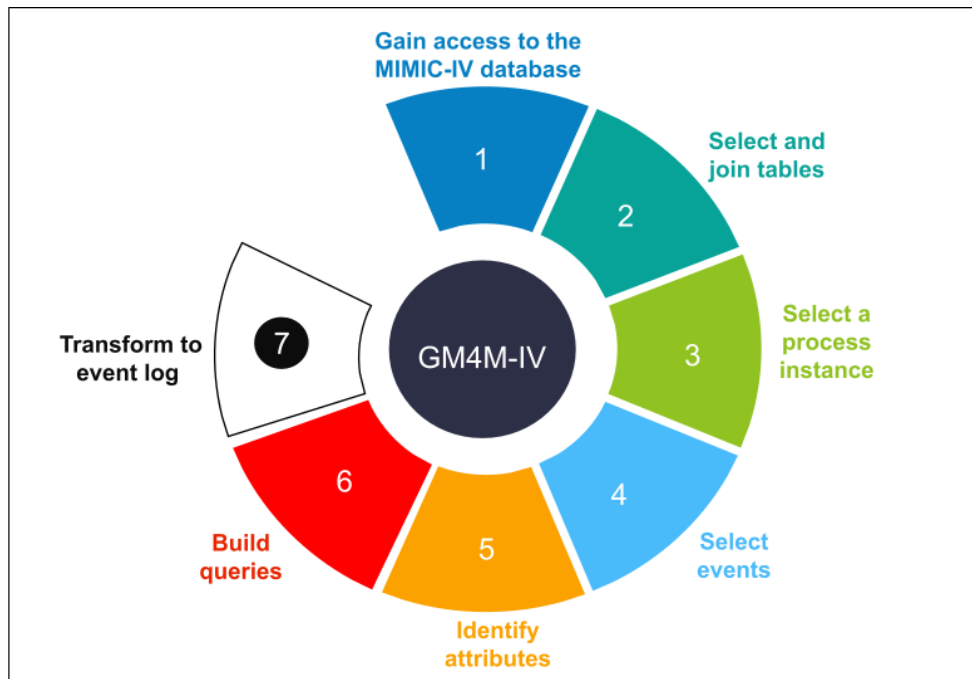 Gain access to the
MIMIC-IV database
1
Select and
join tables
2
Select a
process
instance
3
4
Select
events
5
Identify
attributes
6
Build
queries
7
Transform to
event log
GM4M-IV